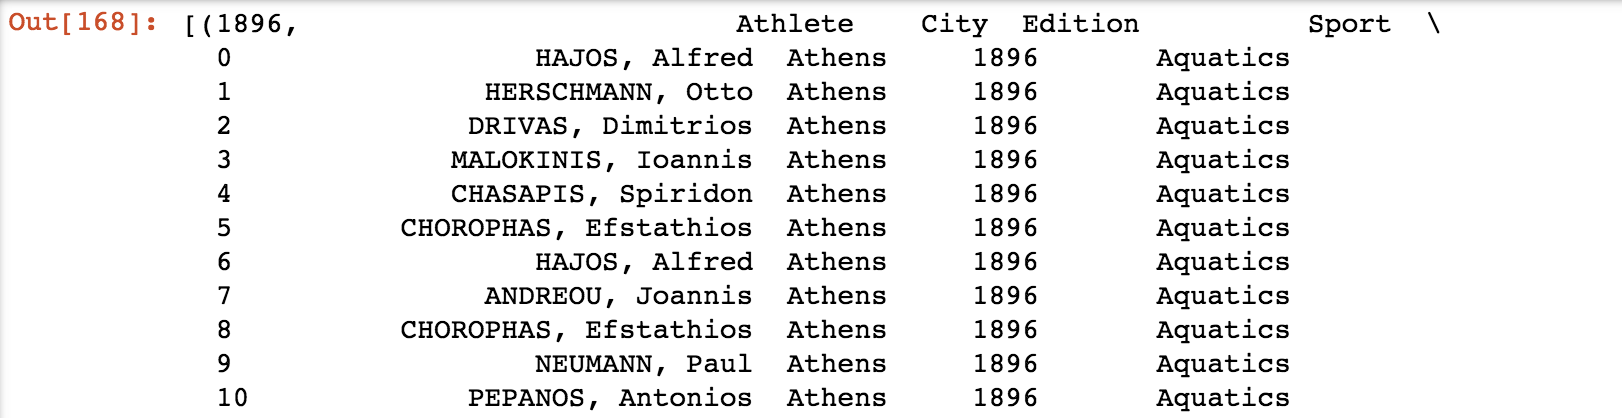 Out[168]: [(1896, Athlete City Edition Sport \
0 HAJOS, Alfred Athens 1896 Aquatics
1 HERSCHMANN, Otto Athens 1896 Aquatics
2 DRIVAS, Dimitrios Athens 1896 Aquatics
3 MALOKINIS, Ioannis Athens 1896 Aquatics
4 CHASAPIS, Spiridon Athens 1896 Aquatics
5 CHOROPHAS, Efstathios Athens 1896 Aquatics
6 HAJOS, Alfred Athens 1896 Aquatics
7 ANDREOU, Joannis Athens 1896 Aquatics
8 CHOROPHAS, Efstathios Athens 1896 Aquatics
9 NEUMANN, Paul Athens 1896 Aquatics
10 PEPANOS, Antonios Athens 1896 Aquatics